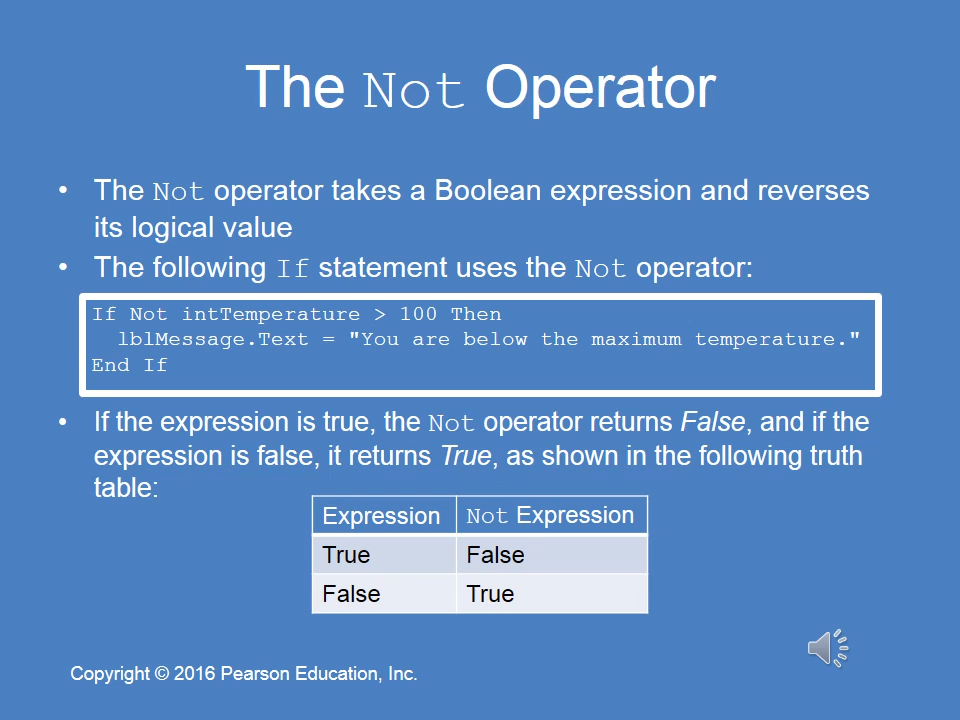 The Not Operator
• The Not operator takes a Boolean expression and reverses
its logical value
• The following If statement uses the Not operator:
If Not intTemperature > 100 Then
  lblMessage.Text = "You are below the maximum temperature."
End If
• If the expression is true, the Not operator returns False, and if the
expression is false, it returns True, as shown in the following truth
table:
Expression Not Expression
True False
False True
Copyright © 2016 Pearson Education, Inc.